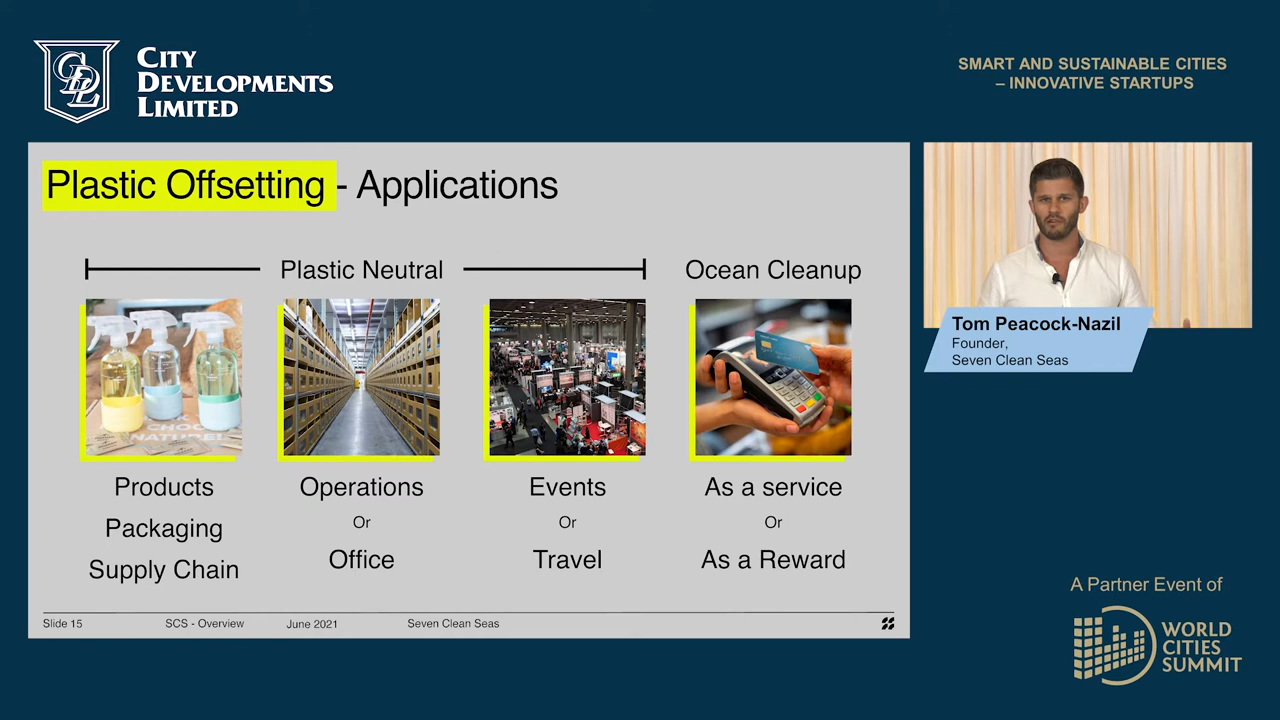 CDL
CITY
DEVELOPMENTS
LIMITED
SMART AND SUSTAINABLE CITIES
– INNOVATIVE STARTUPS
Plastic Offsetting - Applications
Plastic Neutral
Ocean Cleanup
NATURE!
Products
Packaging
Supply Chain
Operations
Or
Office
Events
Or
Travel
As a service
Or
As a Reward
Slide 15
SCS - Overview
June 2021
Seven Clean Seas
Tom Peacock-Nazil
Founder,
Seven Clean Seas
A Partner Event of
WORLD
CITIES
SUMMIT